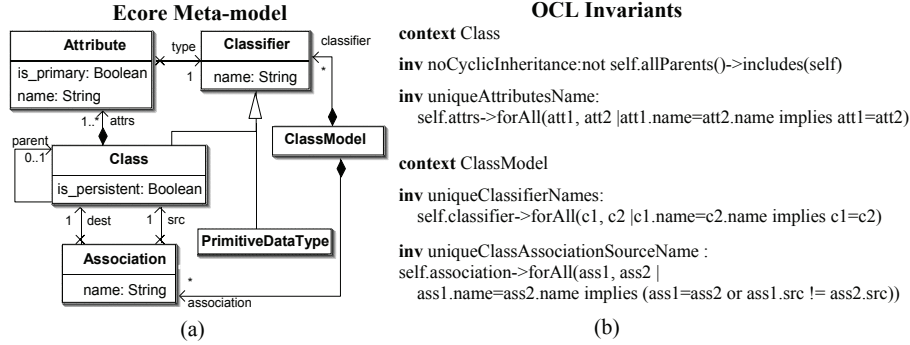 Ecore Meta-model
Attribute
is_primary: Boolean
name: String
type
1
Classifier
name: String
classifier
*
1..* attrs
parent
0..1
Class
is_persistent: Boolean
ClassModel
1 dest
1 src
PrimitiveDataType
Association
name: String
*
association
(a)
OCL Invariants
context Class
inv noCyclicInheritance:not self.allParents()->includes(self)
inv uniqueAttributesName:
self.attrs->forAll(att1, att2 |att1.name=att2.name implies att1=att2)
context ClassModel
inv uniqueClassifierNames:
self.classifier->forAll(c1, c2 |c1.name=c2.name implies c1=c2)
inv uniqueClassAssociationSourceName :
self.association->forAll(ass1, ass2 |
ass1.name=ass2.name implies (ass1=ass2 or ass1.src != ass2.src))
(b)